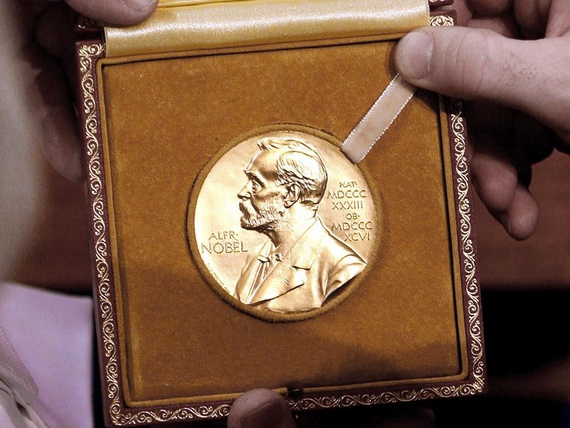 ALFR·
NOBEL
NAT·
MDCCC
XXXIII
OB·
MDCCC
XCVI